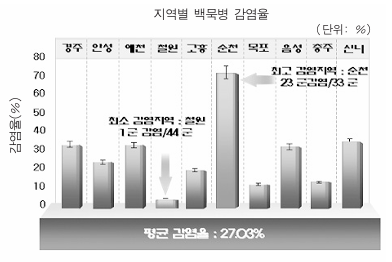 지역별 백묵병 감염율
(단위: %)
경주 안성 예천 철원 고흥 순천 목포 음성 충주 신니
최고 감염지역 : 순천
23 군감염/33 군
최소 감염지역 : 철원
1 군 감염/44 군
감염율(%)
80
70
60
50
40
30
20
10
0
평균 감염율 : 27.03%